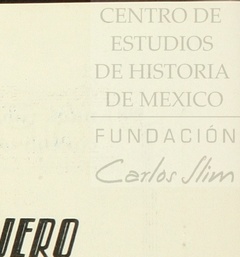 CENTRO DE
ESTUDIOS
DE HISTORIA
DE MEXICO
FUNDACIÓN
Carlos Slim